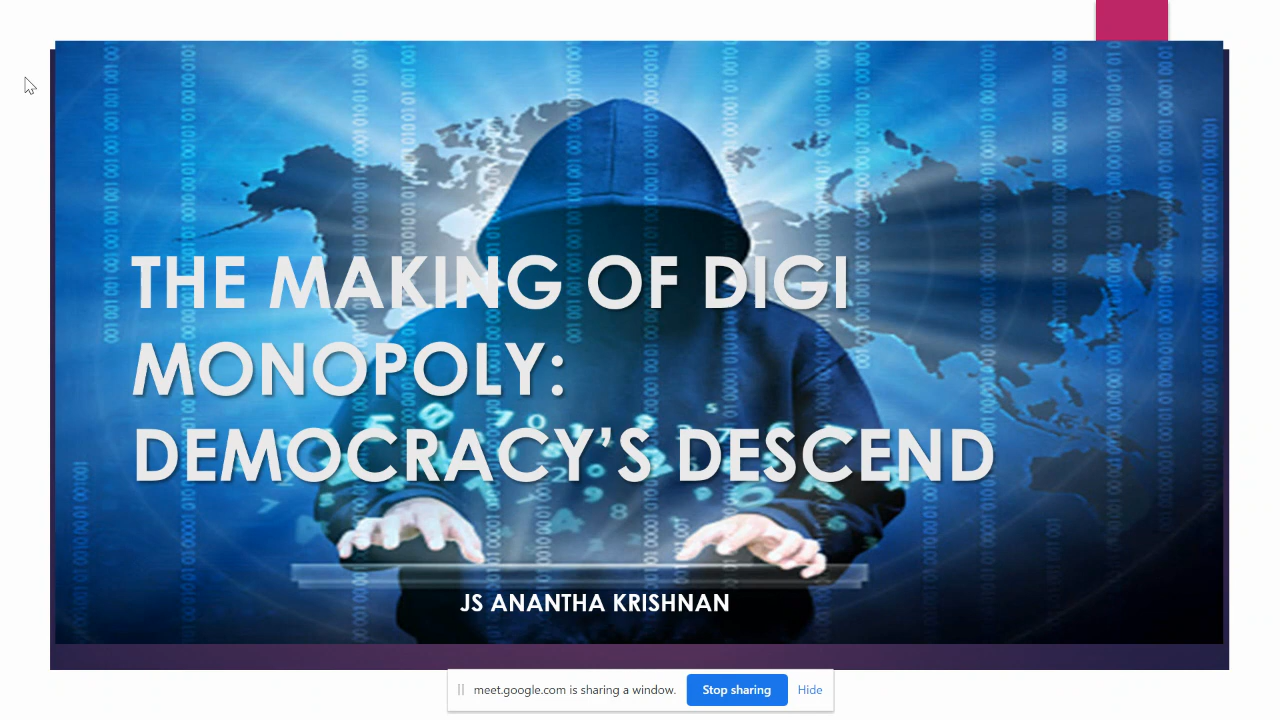 THE MAKING OF DIGI
MONOPOLY:
DEMOCRACY'S DESCEND
JS ANANTHA KRISHNAN
meet.google.com is sharing a window.
Stop sharing
Hide